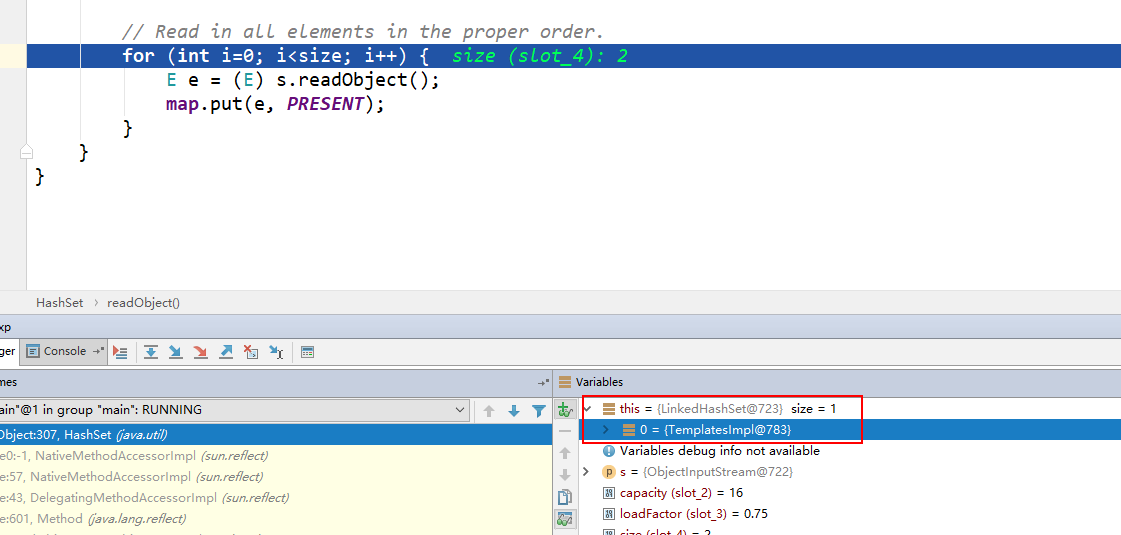 // Read in all elements in the proper order.
for (int i=0; i<size; i++) { size (slot_4): 2
E e = (E) s.readObject();
map.put(e, PRESENT);
}
}
}
HashSet › readObject()
xp
ger Console
mes
Variables
ain"@1 in group "main": RUNNING
Object:307, HashSet (java.util)
e0:-1, NativeMethodAccessorImpl (sun.reflect)
e:57, NativeMethodAccessorImpl (sun.reflect)
e:43, DelegatingMethodAccessorImpl (sun.reflect)
e:601, Method (java.lang.reflect)
this = {LinkedHashSet@723} size = 1
0 = {TemplatesImpl@783}
Variables debug info not available
s = {ObjectInputStream@722}
capacity (slot_2) = 16
loadFactor (slot_3) = 0.75
size (slot_4) = 2